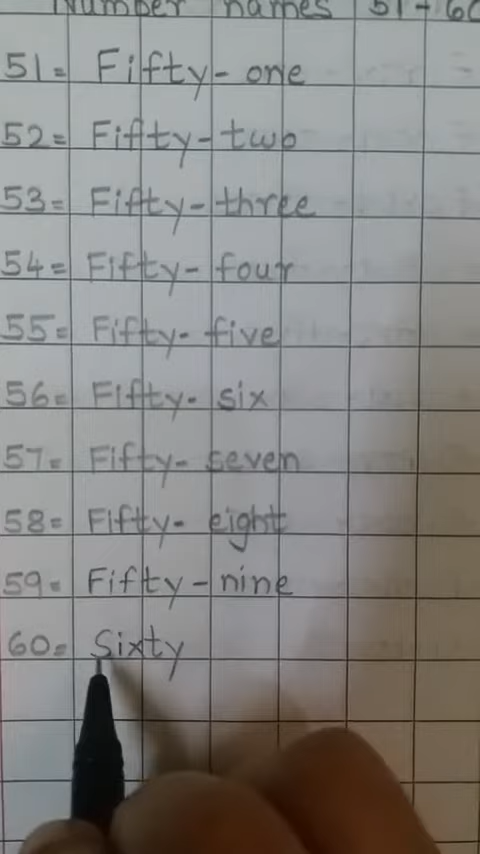 Number names 51-60
51= Fifty-one
52= Fifty-two
53= Fifty-three
54= Fifty-four
55= Fifty-five
56= Fifty-six
57= Fifty-seven
58= Fifty-eight
59= Fifty-nine
60= Sixty